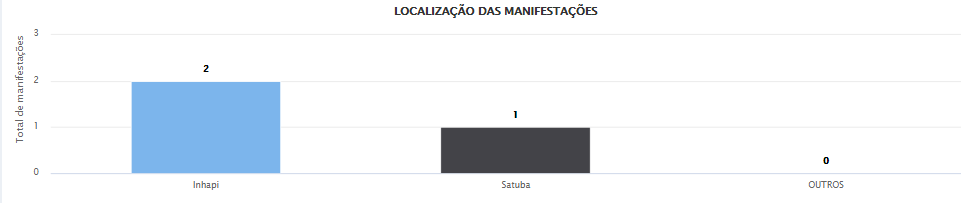 LOCALIZAÇÃO DAS MANIFESTAÇÕES
Total de manifestações
3
2
1
0
2
1
0
Inhapi
Satuba
OUTROS